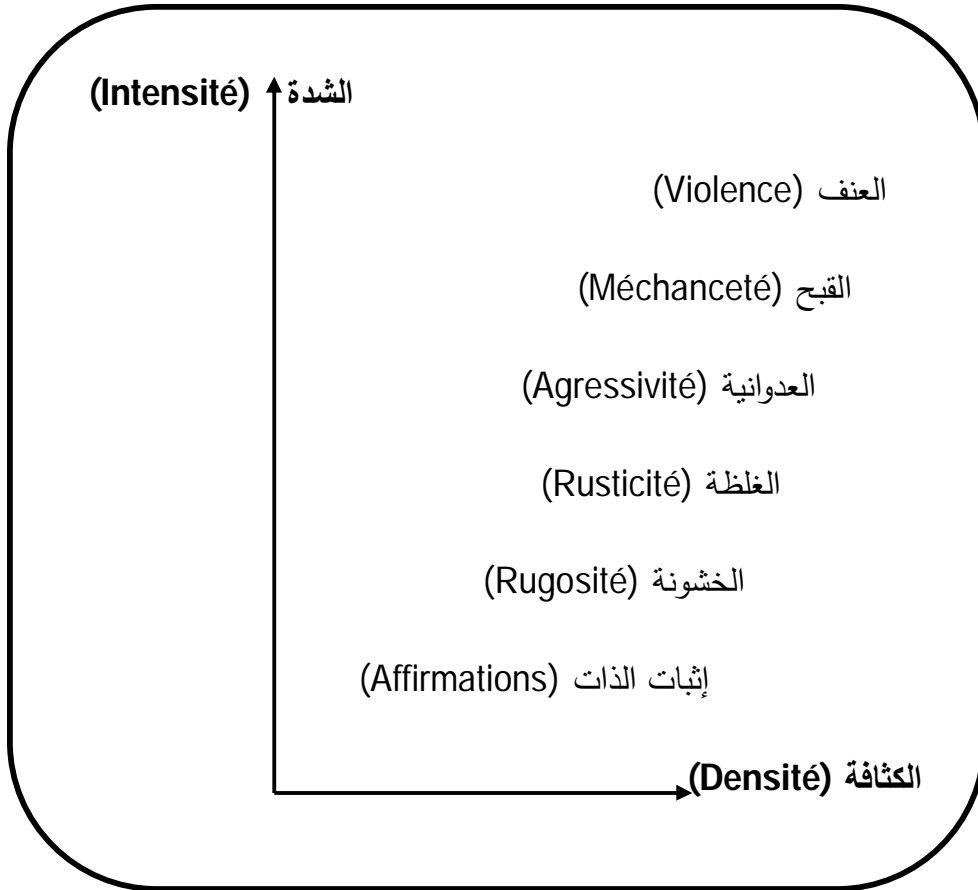 الشدة (Intensité)
العنف (Violence)
القبح (Méchanceté)
العدوانية (Agressivité)
الغلظة (Rusticité)
الخشونة (Rugosité)
إثبات الذات (Affirmations)
الكثافة (Densité)